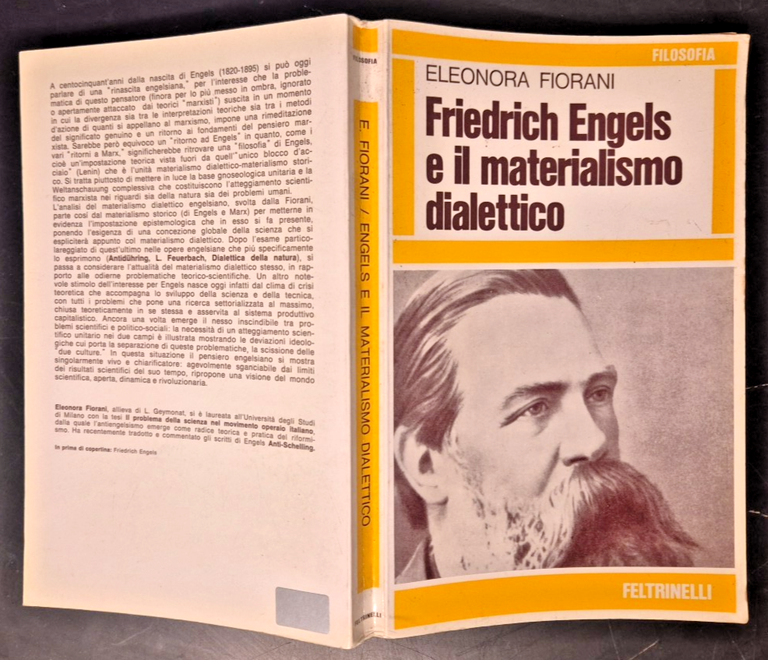 A centocinquant'anni dalla nascita di Engels (1820-1895) si può oggi
parlare di una "rinascita engelsiana," per l'interesse che la proble-
matica di questo pensatore (finora per lo più messo in ombra, ignorato
o apertamente attaccato dai teorici "marxisti") suscita in un momento
in cui la divergenza sia tra le interpretazioni teoriche sia tra i metodi
d'azione di quanti si appellano al marxismo, impone una rimeditazione
del significato genuino e un ritorno ai fondamenti del pensiero mar-
xista. Sarebbe però equivoco un "ritorno ad Engels" in quanto, come i
vari "ritorni a Marx," significherebbe ritrovare una "filosofia" di Engels,
cioè un'impostazione teorica vista fuori da quell'"unico blocco d'ac-
ciaio" (Lenin) che è l'unità materialismo dialettico-materialismo stori-
co. Si tratta piuttosto di mettere in luce la base gnoseologica unitaria e la
Weltanschauung complessiva che costituiscono l'atteggiamento scienti-
fico marxista nei riguardi sia della natura sia dei problemi umani.
L'analisi del materialismo dialettico engelsiano, svolta dalla Fiorani,
parte così dal materialismo storico (di Engels e Marx) per metterne in
evidenza l'impostazione epistemologica che in esso si fa presente,
ponendo l'esigenza di una concezione globale della scienza che si
espliciterà appunto col materialismo dialettico. Dopo l'esame partico-
lareggiato di quest'ultimo nelle opere engelsiane che più specificamente
lo esprimono (Antidühring, L. Feuerbach, Dialettica della natura), si
passa a considerare l'attualità del materialismo dialettico stesso, in rap-
porto alle odierne problematiche teorico-scientifiche. Un altro note-
vole stimolo dell'interesse per Engels nasce oggi infatti dal clima di crisi
teoretica che accompagna lo sviluppo della scienza e della tecnica,
con tutti i problemi che pone una ricerca settorializzata al massimo,
chiusa teoreticamente in se stessa e asservita al sistema produttivo
capitalistico. Ancora una volta emerge il nesso inscindibile tra pro-
blemi scientifici e politico-sociali: la necessità di un atteggiamento scien-
tifico unitario nei due campi è illustrata mostrando le deviazioni ideolo-
giche cui porta la separazione di queste problematiche, la scissione delle
"due culture." In questa situazione il pensiero engelsiano si mostra
singolarmente vivo e chiarificatore: agevolmente sganciabile dai limiti
dei risultati scientifici del suo tempo, ripropone una visione del mondo
scientifica, aperta, dinamica e rivoluzionaria.
Eleonora Fiorani, allieva di L. Geymonat, si è laureata all'Università degli Studi
di Milano con la tesi Il problema della scienza nel movimento operaio italiano,
dalla quale l'antiengelsismo emerge come radice teorica e pratica del riformi-
smo. Ha recentemente tradotto e commentato gli scritti di Engels Anti-Schelling.
In prima di copertina: Friedrich Engels
FILOSOFIA
E. FIORANI / ENGELS E IL MATERIALISMO DIALETTICO
FELTRINELLI
FILOSOFIA
ELEONORA FIORANI
Friedrich Engels
e il materialismo
dialettico
FELTRINELLI